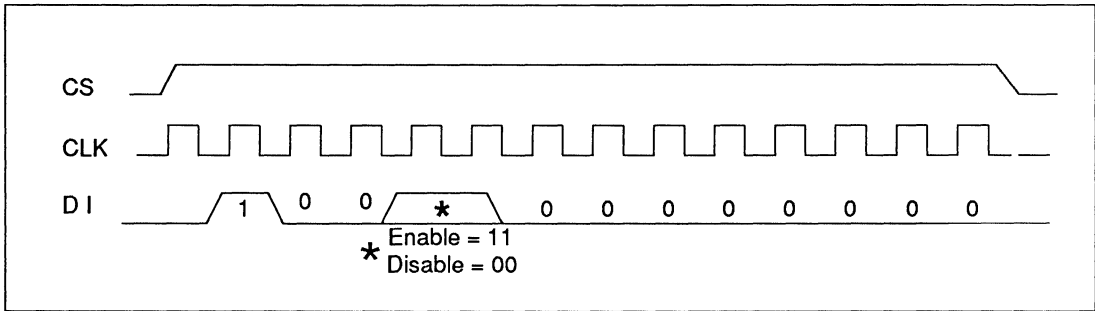 CS
CLK
DI 1 0 0 * 0 0 0 0 0 0 0 0
* Enable = 11
Disable = 00